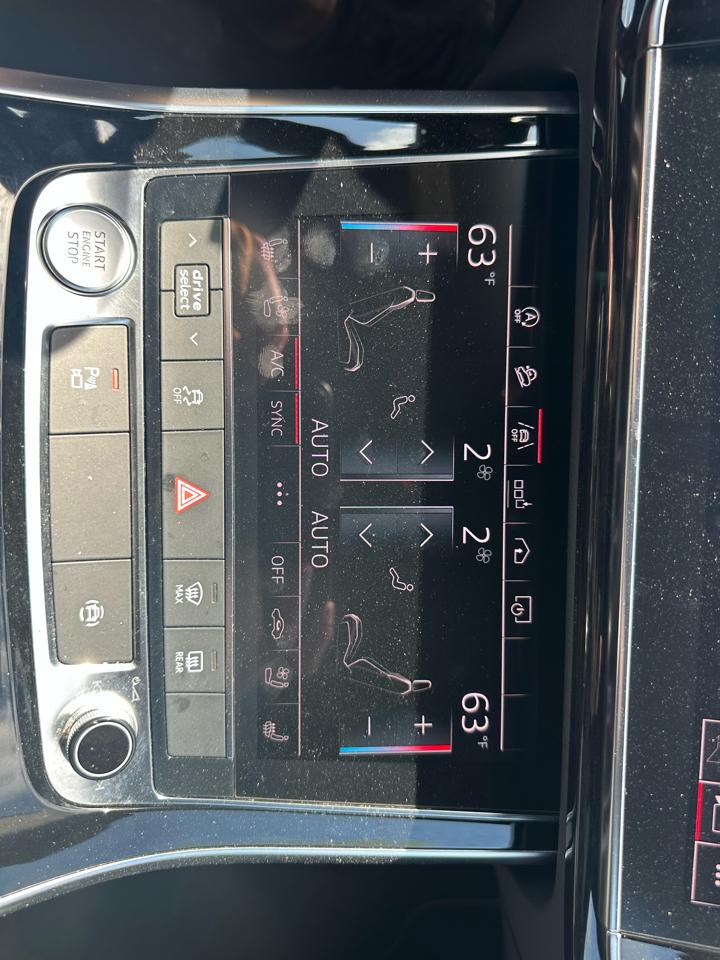 A OFF OFF
63 °F 2 2 63 °F
+ +
− −
AUTO AUTO
A/C SYNC OFF
drive
select OFF MAX REAR
START
ENGINE
STOP
P